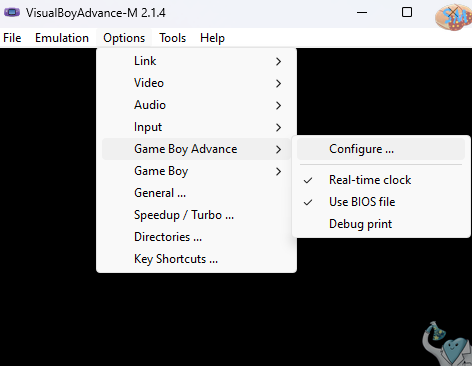 VisualBoyAdvance-M 2.1.4
File Emulation Options Tools Help
Link
Video
Audio
Input
Game Boy Advance
Configure ...
Real-time clock
Use BIOS file
Debug print
Game Boy
General ...
Speedup / Turbo ...
Directories ...
Key Shortcuts ...